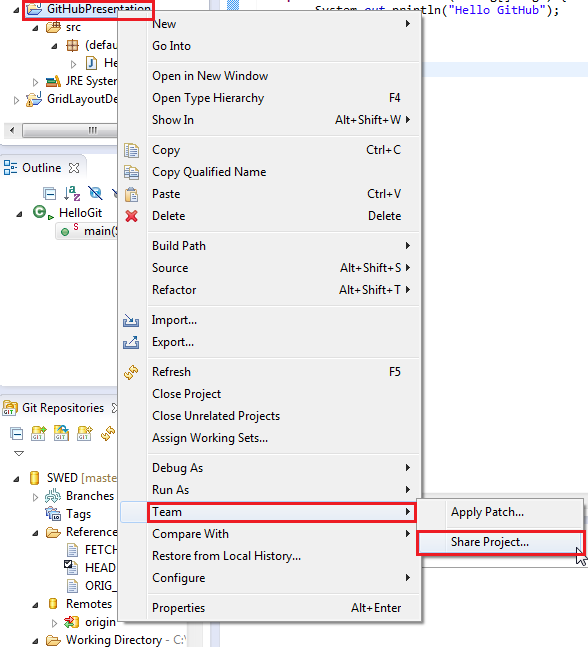 GitHubPresentation
System.out.println("Hello GitHub");
src
(defa
He
JRE System
GridLayoutDe
Outline
HelloGit
main(S
Git Repositories
SWED [maste
Branches
Tags
Reference
FETCH
HEAD
ORIG_
Remotes
origin
Working Directory - C:\
New
Go Into
Open in New Window
Open Type Hierarchy F4
Show In Alt+Shift+W
Copy Ctrl+C
Copy Qualified Name
Paste Ctrl+V
Delete Delete
Build Path
Source Alt+Shift+S
Refactor Alt+Shift+T
Import...
Export...
Refresh F5
Close Project
Close Unrelated Projects
Assign Working Sets...
Debug As
Run As
Team
Compare With
Restore from Local History...
Configure
Properties Alt+Enter
Apply Patch...
Share Project...